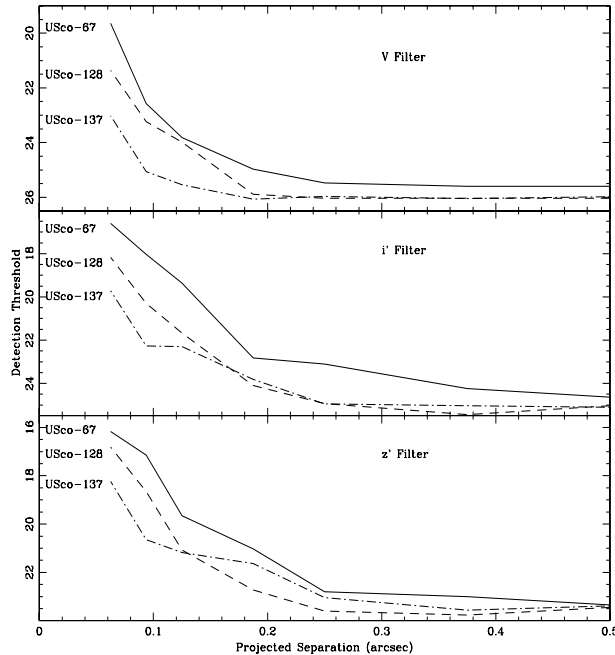 USco-67
V Filter
USco-128
USco-137
20
22
24
26
USco-67
i' Filter
USco-128
USco-137
18
20
22
24
Detection Threshold
USco-67
z' Filter
USco-128
USco-137
16
18
20
22
0 0.1 0.2 0.3 0.4 0.5
Projected Separation (arcsec)